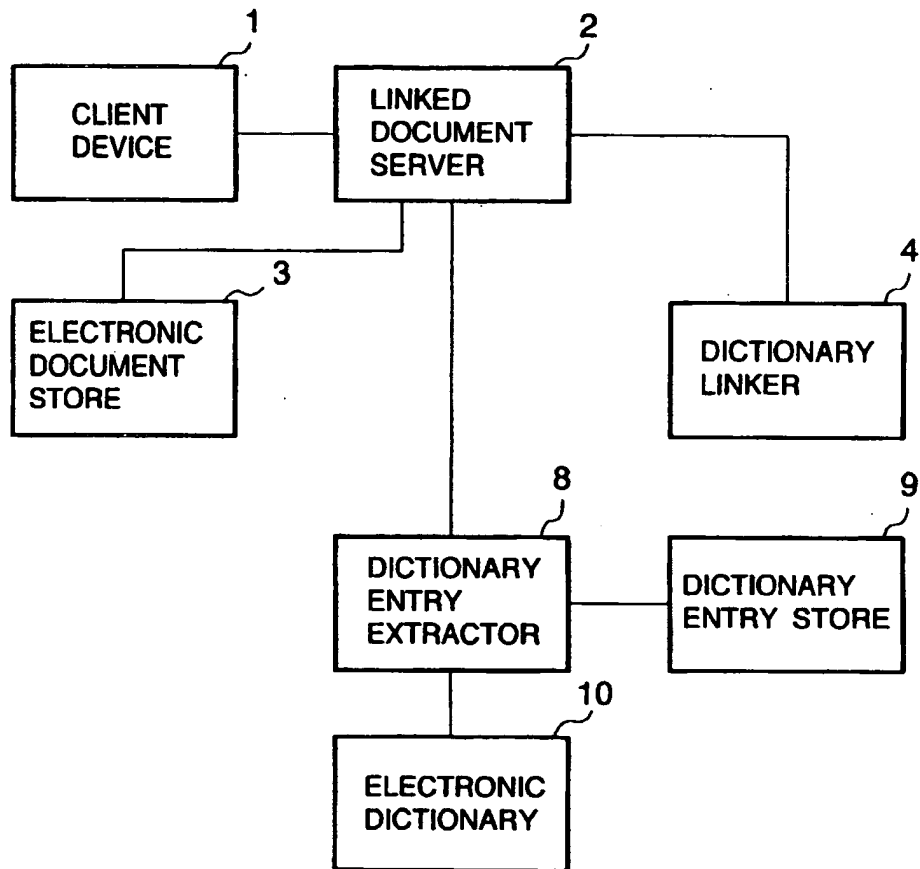 1
CLIENT
DEVICE
2
LINKED
DOCUMENT
SERVER
3
ELECTRONIC
DOCUMENT
STORE
4
DICTIONARY
LINKER
8
DICTIONARY
ENTRY
EXTRACTOR
9
DICTIONARY
ENTRY STORE
10
ELECTRONIC
DICTIONARY